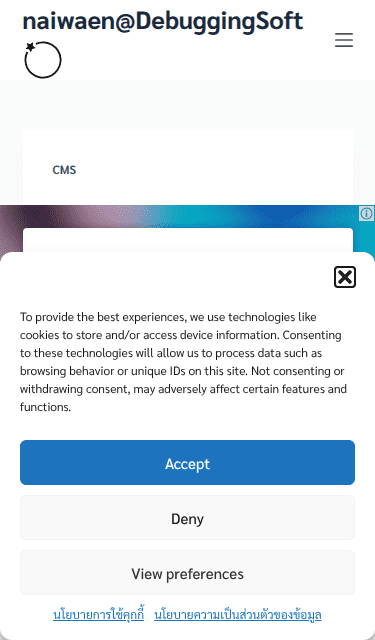 naiwaen@DebuggingSoft
CMS
To provide the best experiences, we use technologies like
cookies to store and/or access device information. Consenting
to these technologies will allow us to process data such as
browsing behavior or unique IDs on this site. Not consenting or
withdrawing consent, may adversely affect certain features and
functions.
Accept
Deny
View preferences
นโยบายการใช้คุกกี้ นโยบายความเป็นส่วนตัวของข้อมูล